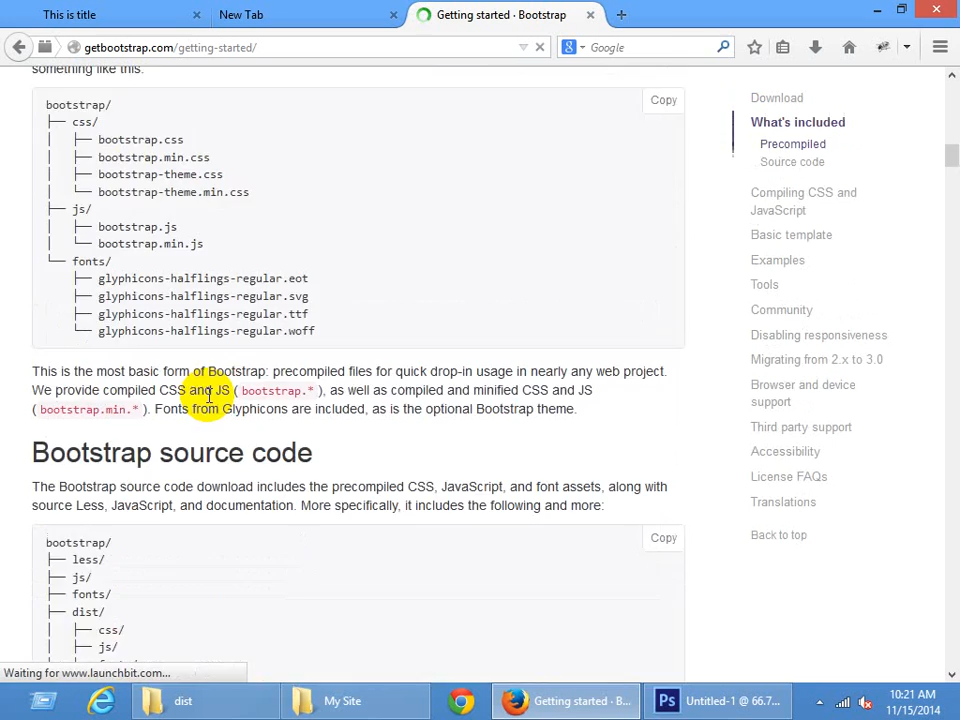 This is title
New Tab
Getting started · Bootstrap
getbootstrap.com/getting-started/
Google
something like this.
Copy
bootstrap/
├── css/
│   ├── bootstrap.css
│   ├── bootstrap.min.css
│   ├── bootstrap-theme.css
│   └── bootstrap-theme.min.css
├── js/
│   ├── bootstrap.js
│   └── bootstrap.min.js
└── fonts/
    ├── glyphicons-halflings-regular.eot
    ├── glyphicons-halflings-regular.svg
    ├── glyphicons-halflings-regular.ttf
    └── glyphicons-halflings-regular.woff
This is the most basic form of Bootstrap: precompiled files for quick drop-in usage in nearly any web project.
We provide compiled CSS and JS (bootstrap.*), as well as compiled and minified CSS and JS
(bootstrap.min.*). Fonts from Glyphicons are included, as is the optional Bootstrap theme.
Bootstrap source code
The Bootstrap source code download includes the precompiled CSS, JavaScript, and font assets, along with
source Less, JavaScript, and documentation. More specifically, it includes the following and more:
Copy
bootstrap/
├── less/
├── js/
├── fonts/
├── dist/
│   ├── css/
│   ├── js/
Download
What's included
Precompiled
Source code
Compiling CSS and
JavaScript
Basic template
Examples
Tools
Community
Disabling responsiveness
Migrating from 2.x to 3.0
Browser and device
support
Third party support
Accessibility
License FAQs
Translations
Back to top
Waiting for www.launchbit.com...
dist
My Site
Getting started · B...
Ps
Untitled-1 @ 66.7...
10:21 AM
11/15/2014